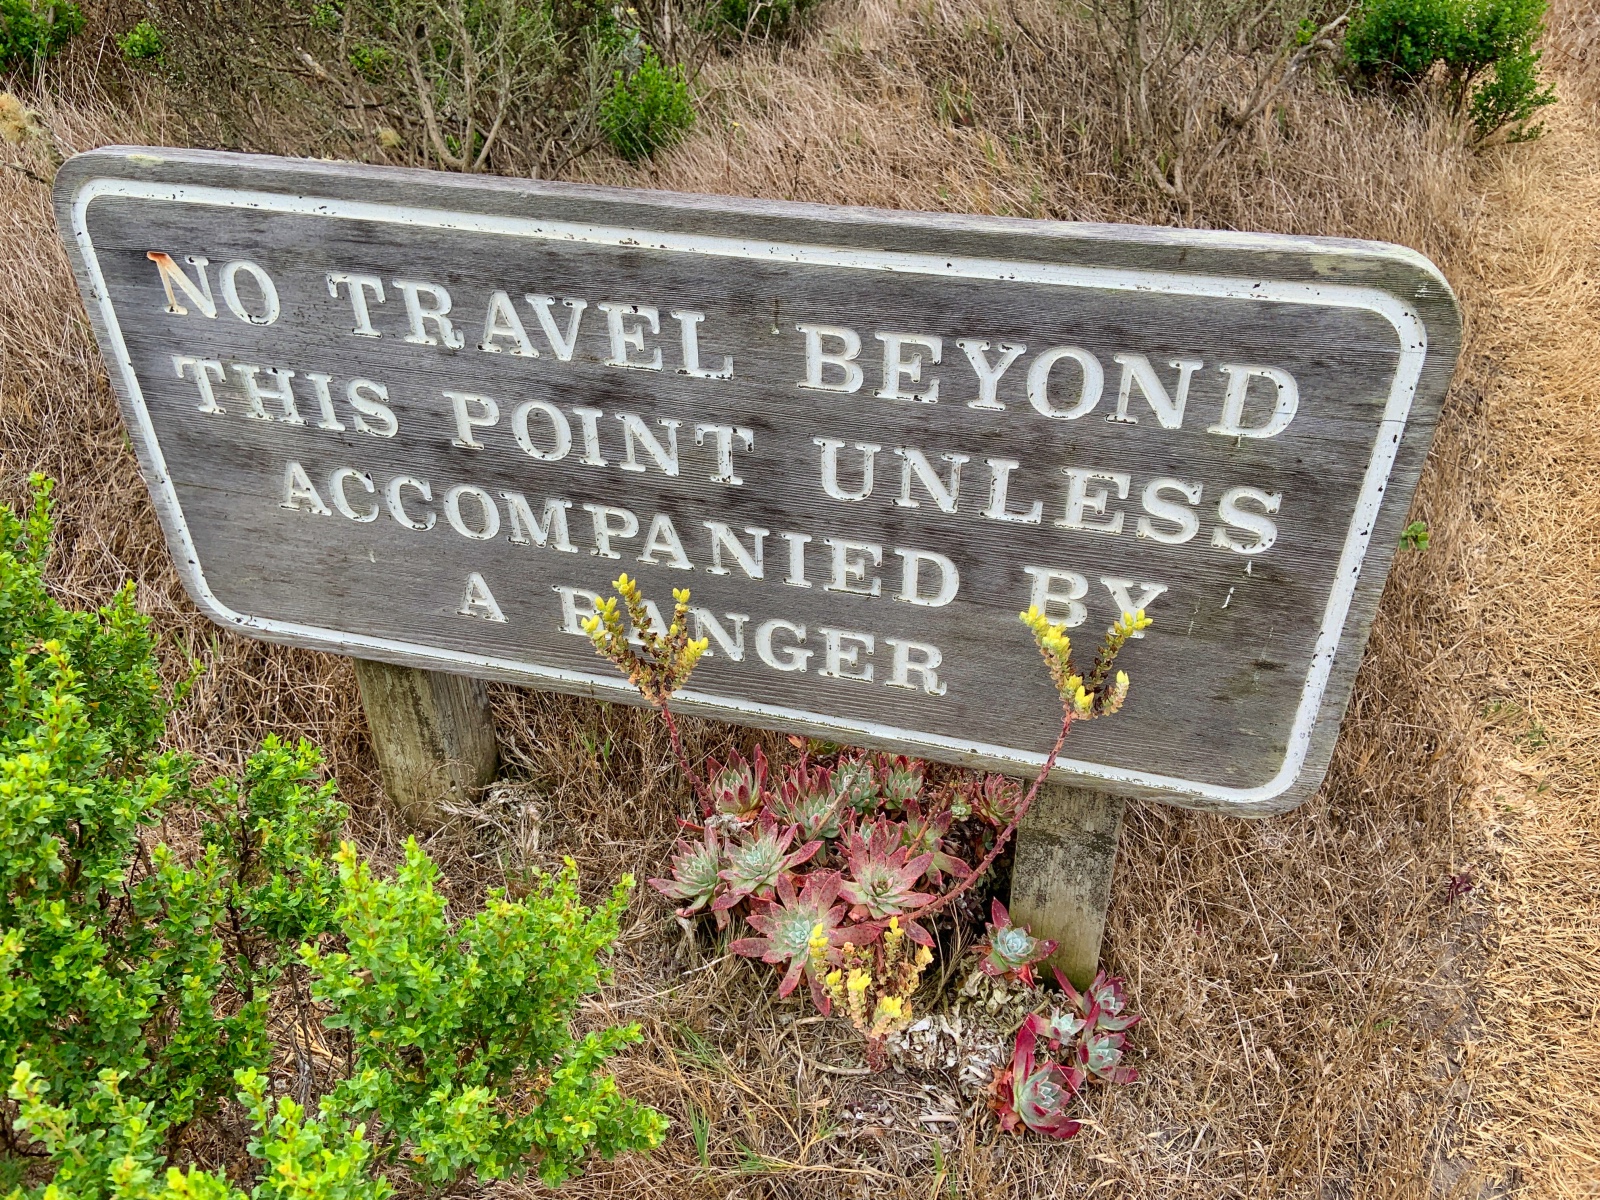 NO TRAVEL BEYOND
THIS POINT UNLESS
ACCOMPANIED BY
A RANGER